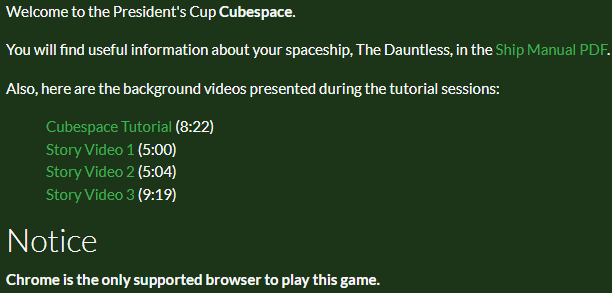 Welcome to the President's Cup Cubespace.
You will find useful information about your spaceship, The Dauntless, in the Ship Manual PDF.
Also, here are the background videos presented during the tutorial sessions:
Cubespace Tutorial (8:22)
Story Video 1 (5:00)
Story Video 2 (5:04)
Story Video 3 (9:19)
Notice
Chrome is the only supported browser to play this game.